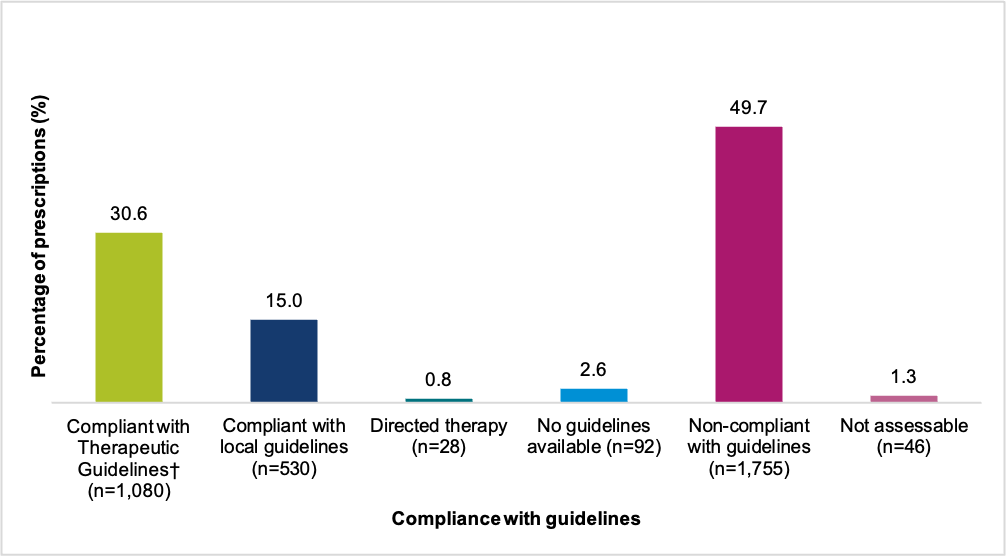 Percentage of prescriptions (%)
30.6
15.0
0.8
2.6
49.7
1.3
Compliant with
Therapeutic
Guidelines†
(n=1,080)
Compliant with
local guidelines
(n=530)
Directed therapy
(n=28)
No guidelines
available (n=92)
Non-compliant
with guidelines
(n=1,755)
Not assessable
(n=46)
Compliance with guidelines